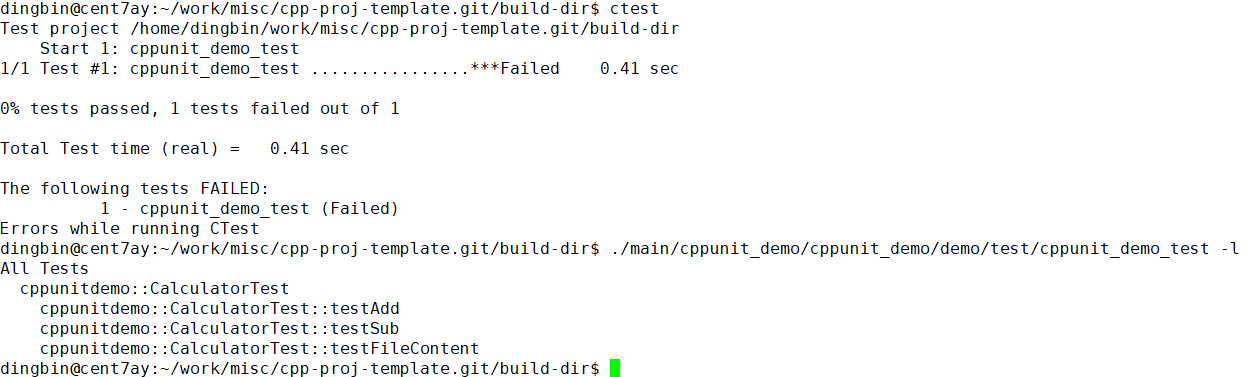 dingbin@cent7ay:~/work/misc/cpp-proj-template.git/build-dir$ ctest
Test project /home/dingbin/work/misc/cpp-proj-template.git/build-dir
    Start 1: cppunit_demo_test
1/1 Test #1: cppunit_demo_test ................***Failed    0.41 sec

0% tests passed, 1 tests failed out of 1

Total Test time (real) =   0.41 sec

The following tests FAILED:
          1 - cppunit_demo_test (Failed)
Errors while running CTest
dingbin@cent7ay:~/work/misc/cpp-proj-template.git/build-dir$ ./main/cppunit_demo/cppunit_demo/demo/test/cppunit_demo_test -l
All Tests
  cppunitdemo::CalculatorTest
    cppunitdemo::CalculatorTest::testAdd
    cppunitdemo::CalculatorTest::testSub
    cppunitdemo::CalculatorTest::testFileContent
dingbin@cent7ay:~/work/misc/cpp-proj-template.git/build-dir$